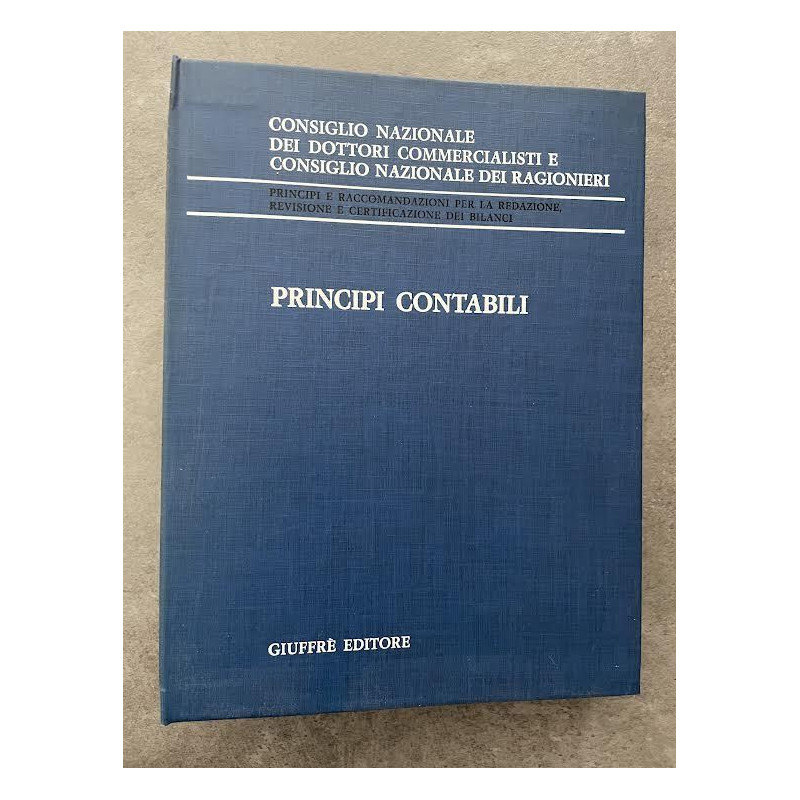 CONSIGLIO NAZIONALE
DEI DOTTORI COMMERCIALISTI E
CONSIGLIO NAZIONALE DEI RAGIONIERI
PRINCIPI E RACCOMANDAZIONI PER LA REDAZIONE,
REVISIONE E CERTIFICAZIONE DEI BILANCI
PRINCIPI CONTABILI
GIUFFRÈ EDITORE